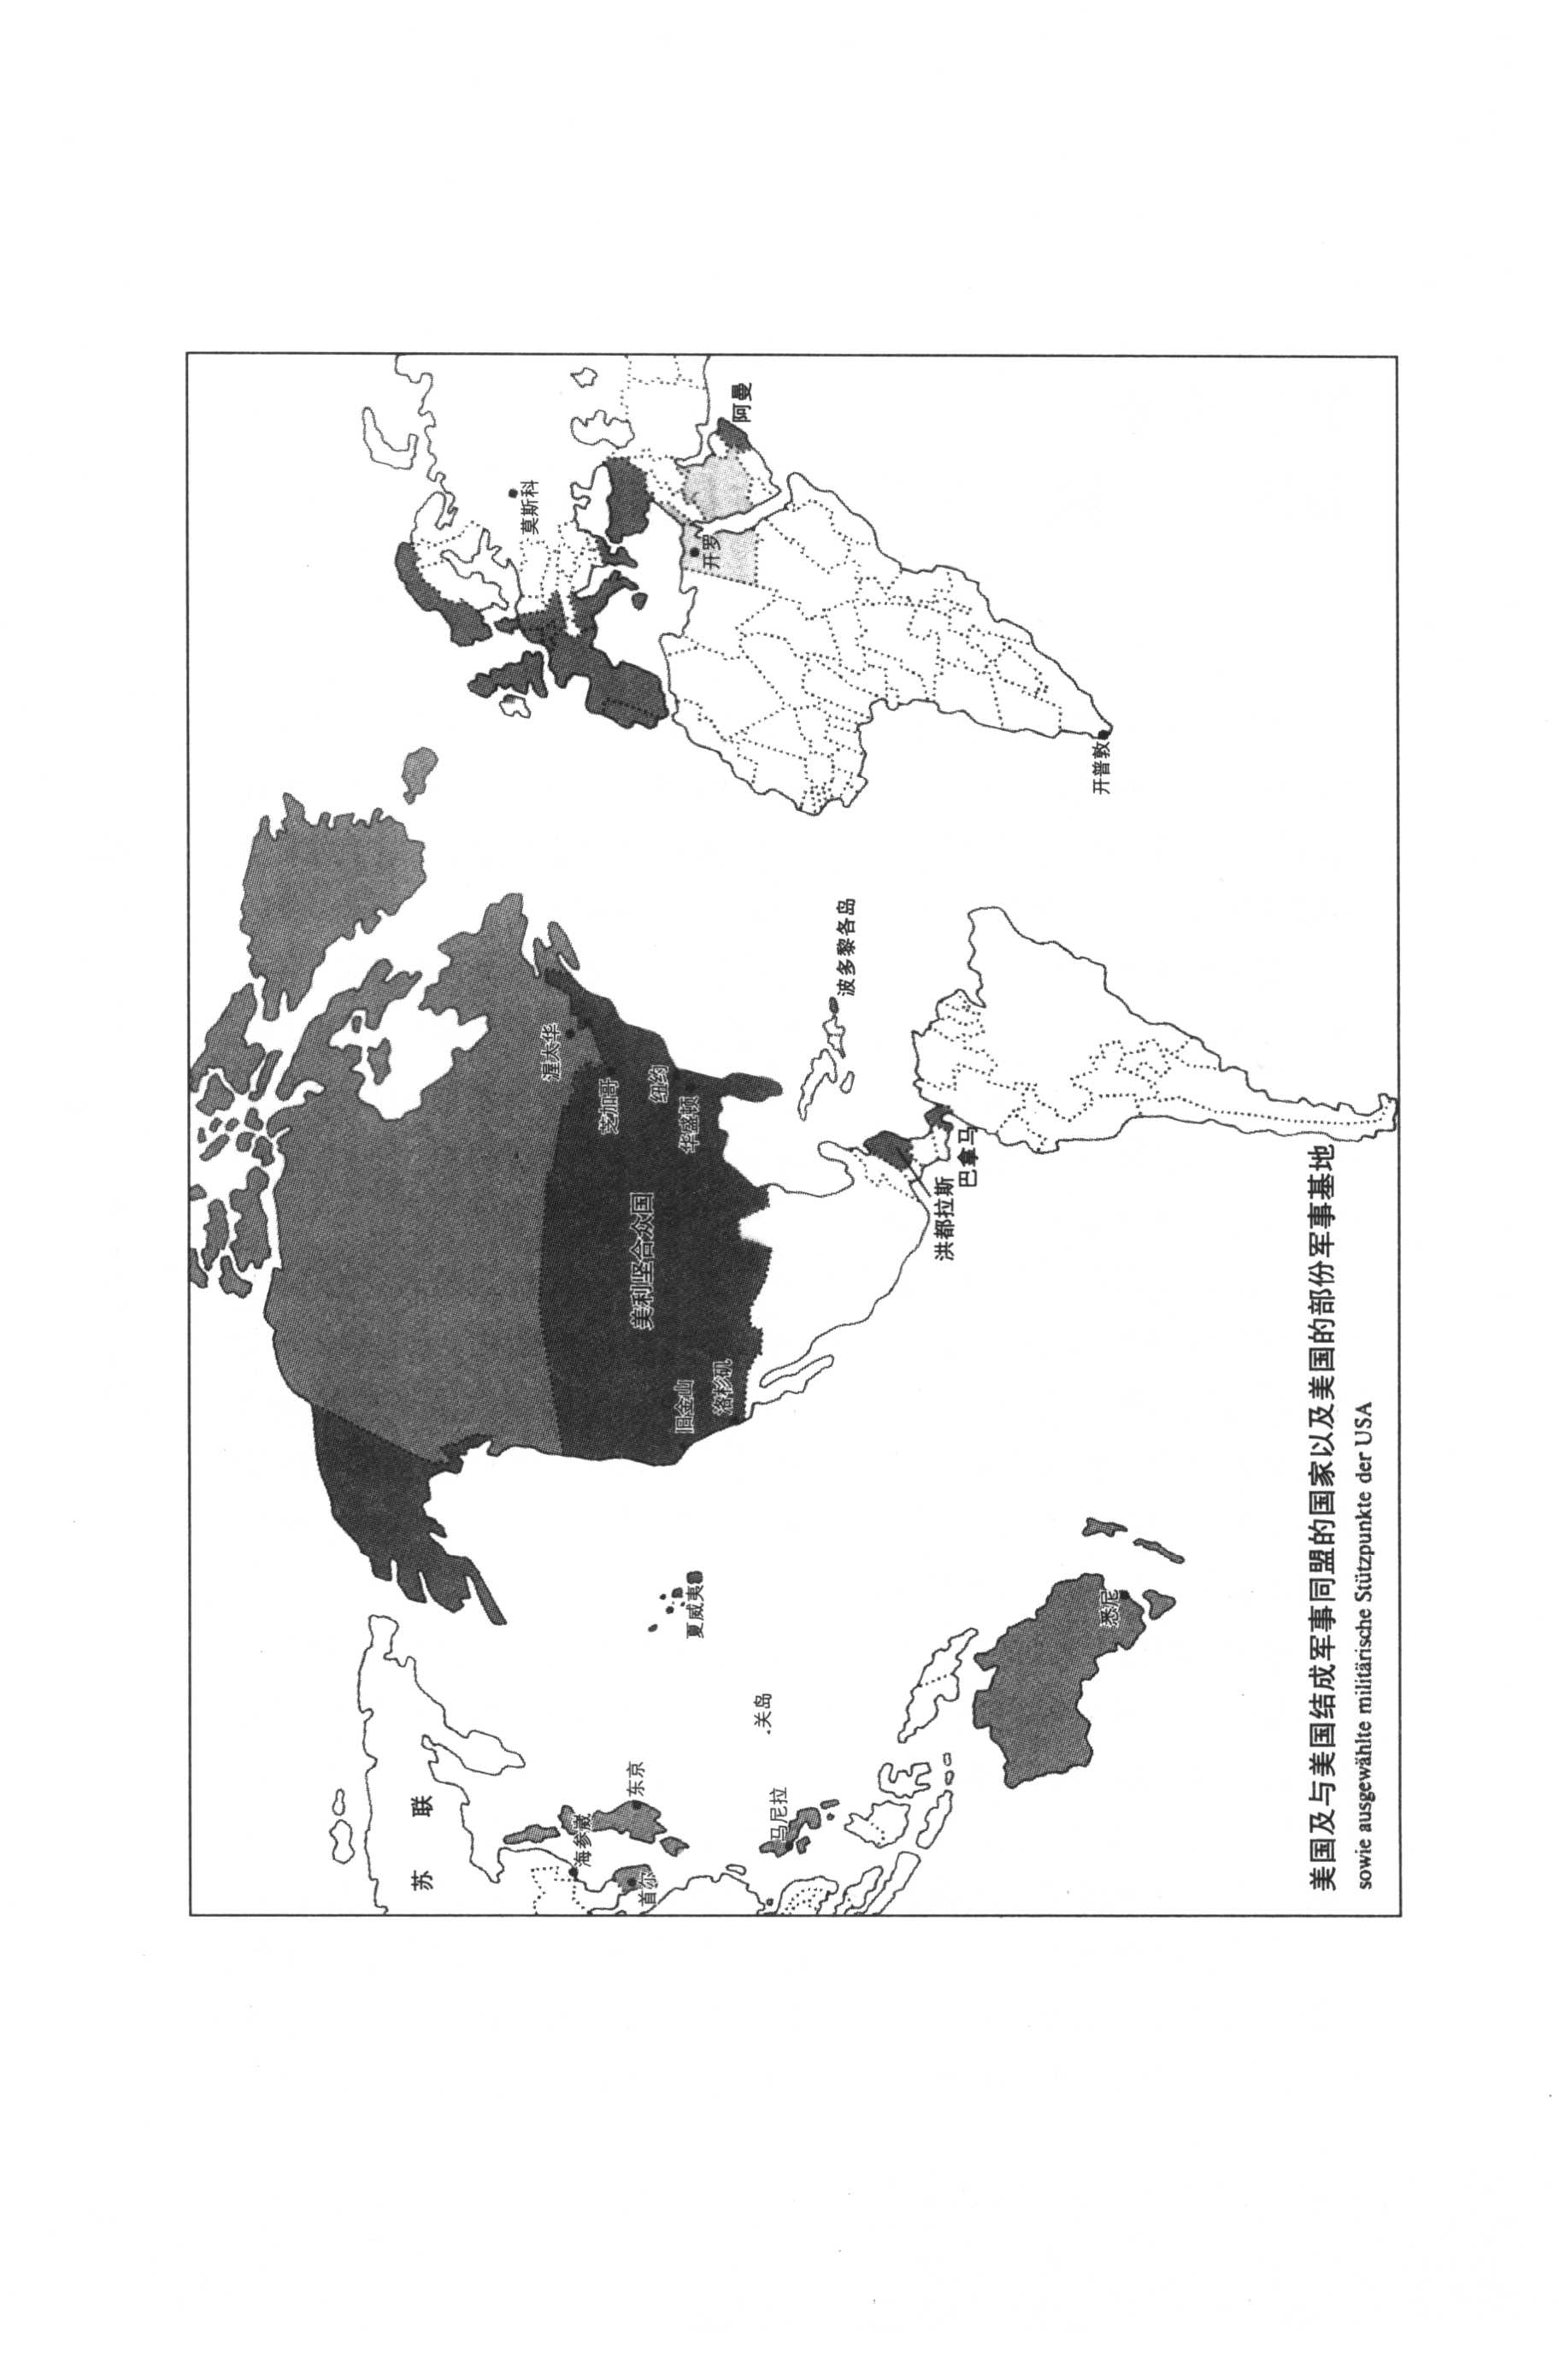 莫斯科
阿曼
开罗
开普敦
渥太华
芝加哥
纽约
华盛顿
美利坚合众国
旧金山
洛杉矶
波多黎各岛
洪都拉斯
巴拿马
夏威夷
关岛
苏联
海参崴
东京
首尔
马尼拉
悉尼
美国及与美国结成军事同盟的国家以及美国的部份军事基地
sowie ausgewählte militärische Stützpunkte der USA